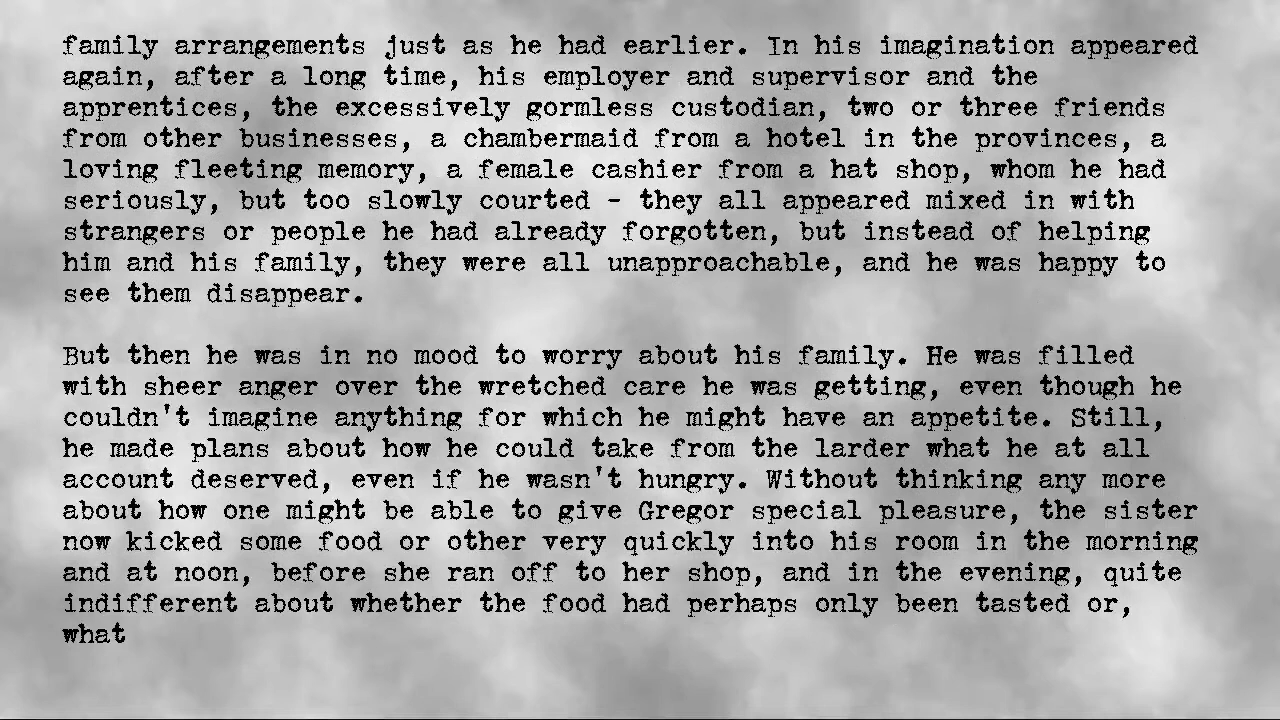 family arrangements just as he had earlier. In his imagination appeared
again, after a long time, his employer and supervisor and the
apprentices, the excessively gormless custodian, two or three friends
from other businesses, a chambermaid from a hotel in the provinces, a
loving fleeting memory, a female cashier from a hat shop, whom he had
seriously, but too slowly courted - they all appeared mixed in with
strangers or people he had already forgotten, but instead of helping
him and his family, they were all unapproachable, and he was happy to
see them disappear.

But then he was in no mood to worry about his family. He was filled
with sheer anger over the wretched care he was getting, even though he
couldn't imagine anything for which he might have an appetite. Still,
he made plans about how he could take from the larder what he at all
account deserved, even if he wasn't hungry. Without thinking any more
about how one might be able to give Gregor special pleasure, the sister
now kicked some food or other very quickly into his room in the morning
and at noon, before she ran off to her shop, and in the evening, quite
indifferent about whether the food had perhaps only been tasted or,
what